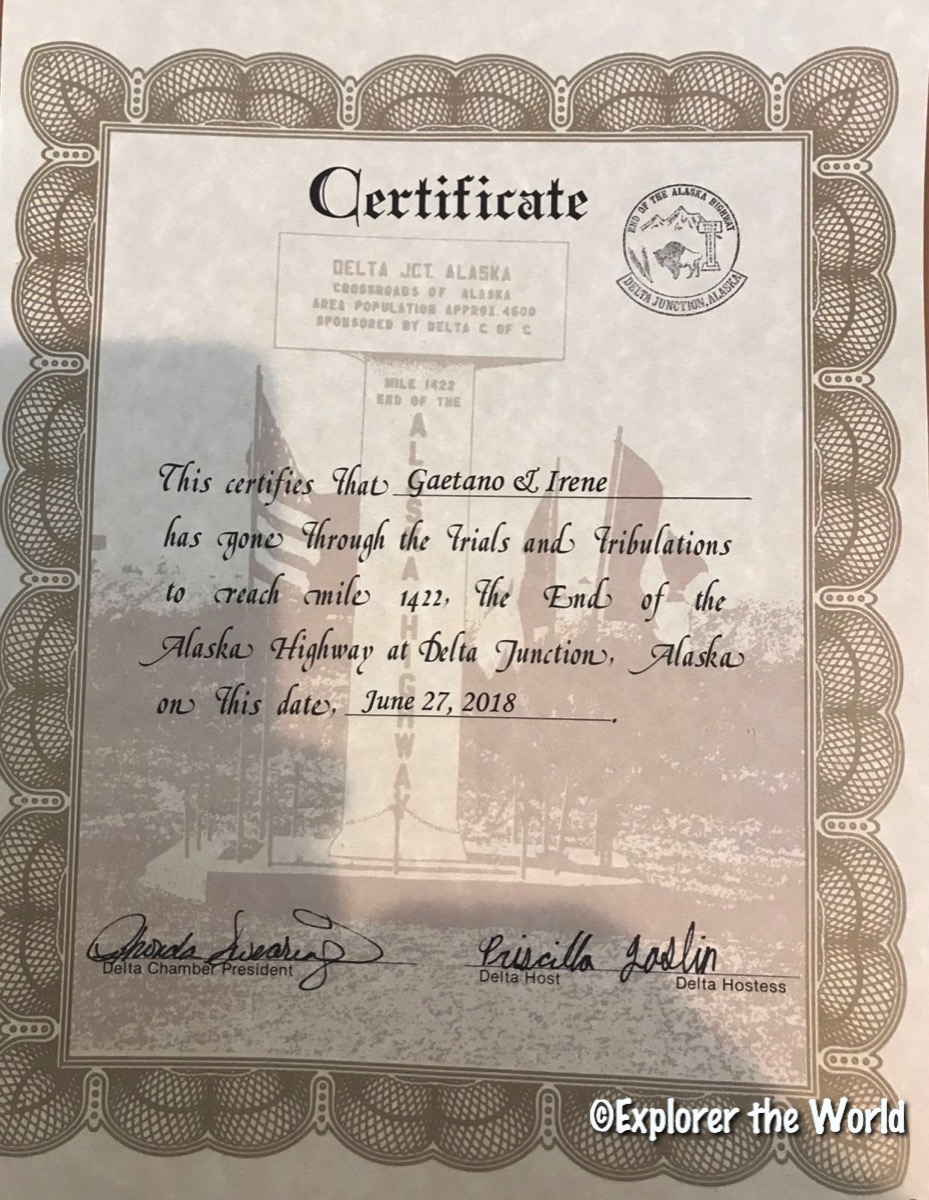 Certificate
END OF THE ALASKA HIGHWAY
DELTA JUNCTION, ALASKA
DELTA JCT. ALASKA
CROSSROADS OF ALASKA
AREA POPULATION APPROX. 4500
SPONSORED BY DELTA C. OF C.
MILE 1422
END OF THE
ALASKA HIGHWAY
This certifies That Gaetano & Irene
has gone Through the Trials and Tribulations
to reach mile 1422, The End of the
Alaska Highway at Delta Junction, Alaska
on This date, June 27, 2018.
Rhonda Priscilla Joslin
Delta Chamber President Delta Host Delta Hostess
©Explorer the World